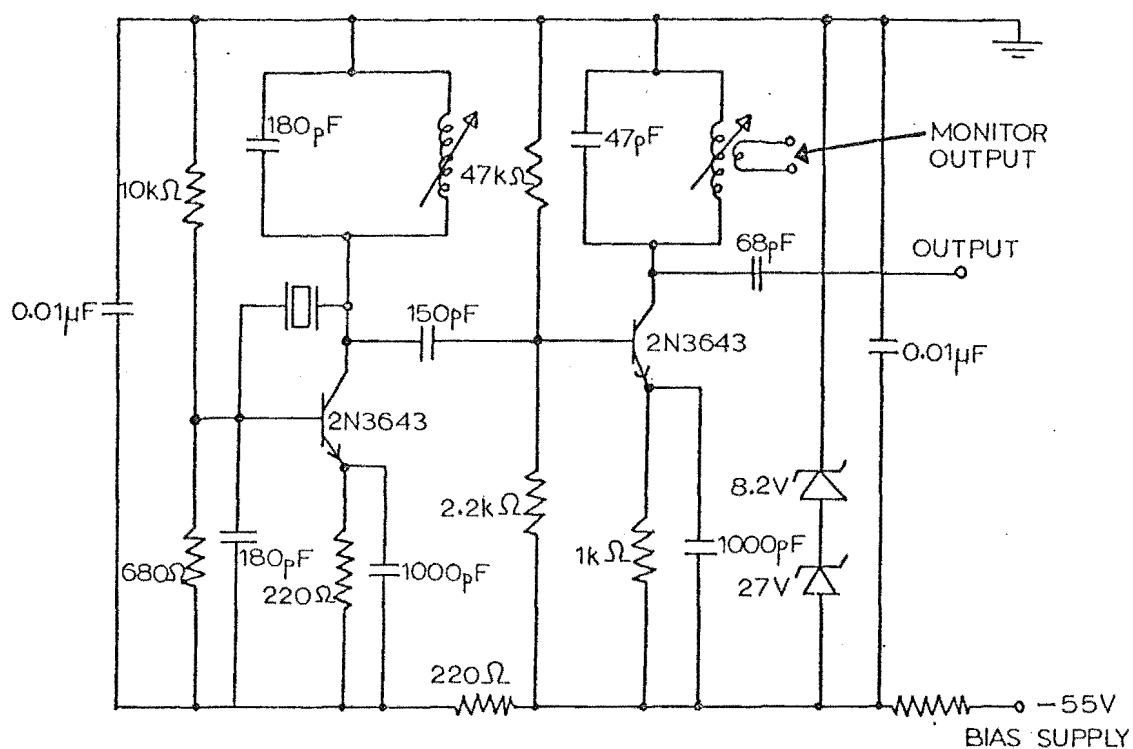 180pF
47pF
MONITOR
OUTPUT
10kΩ
47kΩ
68pF
OUTPUT
0.01µF
150pF
2N3643
0.01µF
2N3643
8.2V
2.2kΩ
680Ω
180pF
220Ω
1000pF
1kΩ
1000pF
27V
220Ω
-55V
BIAS SUPPLY